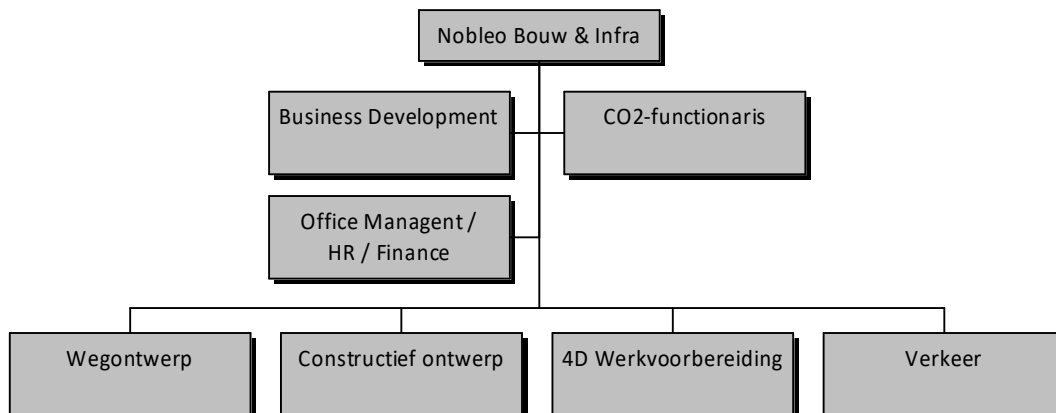 Nobleo Bouw & Infra
Business Development
CO2-functionaris
Office Managent /
HR / Finance
Wegontwerp
Constructief ontwerp
4D Werkvoorbereiding
Verkeer